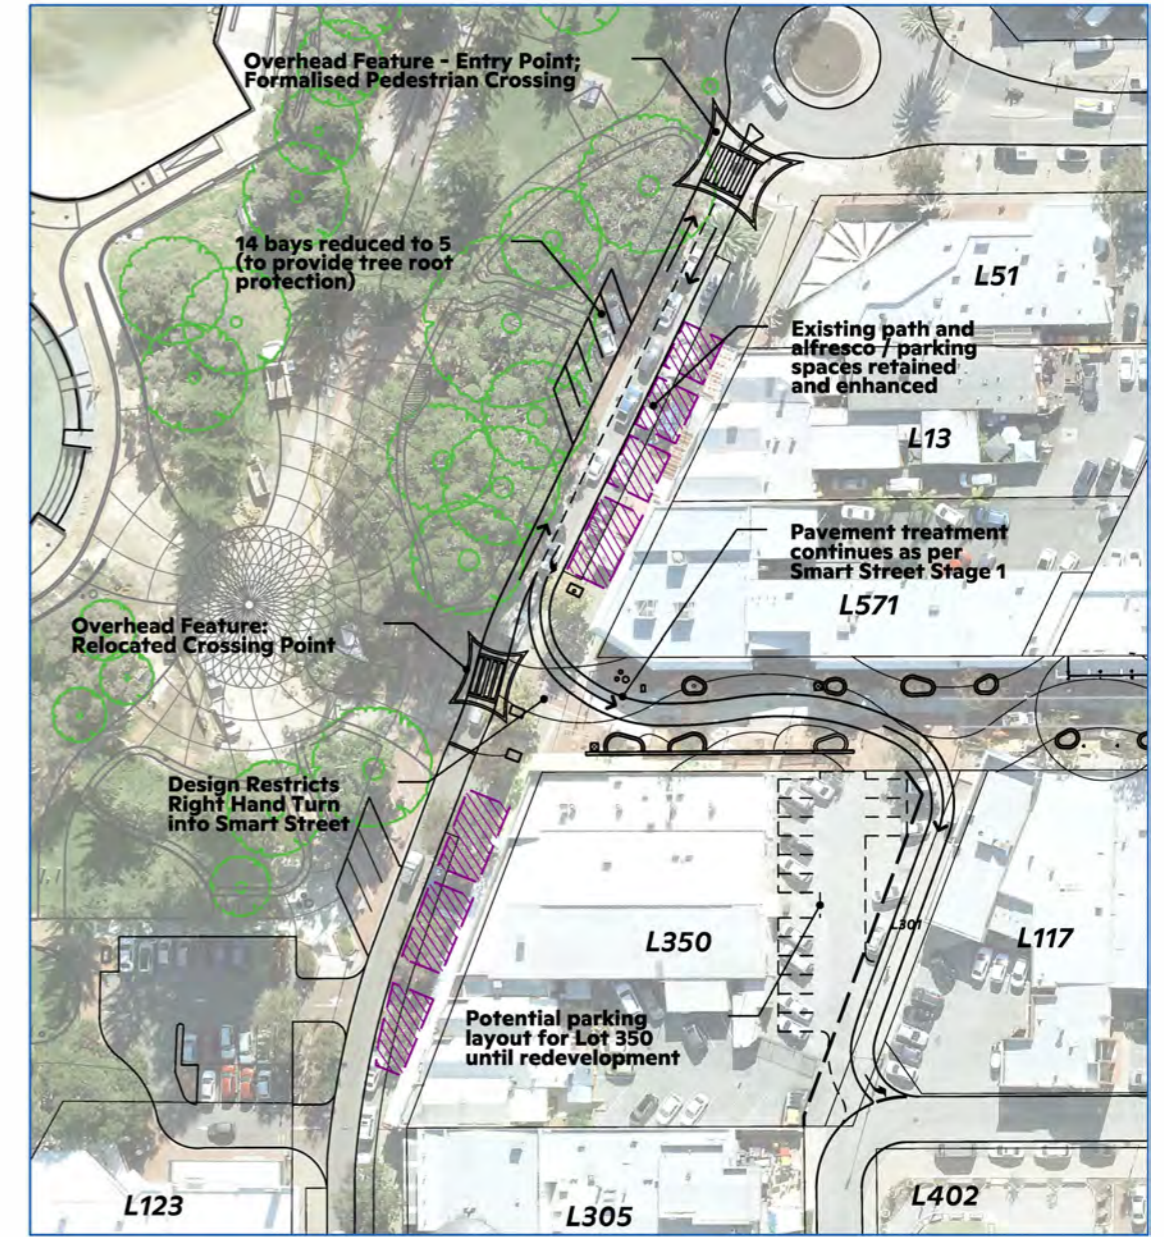 Overhead Feature - Entry Point;
Formalised Pedestrian Crossing
14 bays reduced to 5
(to provide tree root
protection)
L51
Existing path and
alfresco / parking
spaces retained
and enhanced
L13
Pavement treatment
continues as per
Smart Street Stage 1
L571
Overhead Feature:
Relocated Crossing Point
Design Restricts
Right Hand Turn
into Smart Street
L350
L301
L117
Potential parking
layout for Lot 350
until redevelopment
L123
L305
L402